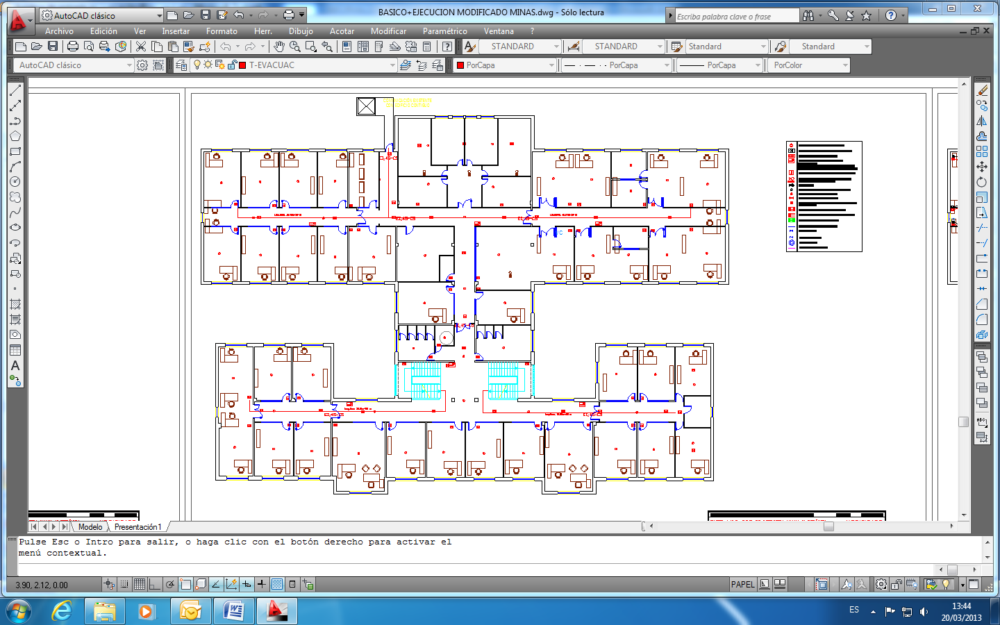 AutoCAD clásico
BASICO+EJECUCION MODIFICADO MINAS.dwg - Sólo lectura
Escriba palabra clave o frase
Archivo Edición Ver Insertar Formato Herr. Dibujo Acotar Modificar Paramétrico Ventana ?
STANDARD STANDARD Standard Standard
AutoCAD clásico T-EVACUAC PorCapa PorCapa PorCapa PorColor
Modelo Presentación1
Pulse Esc o Intro para salir, o haga clic con el botón derecho para activar el
menú contextual.
3.90, 2.12, 0.00 PAPEL
ES
13:44
20/03/2013